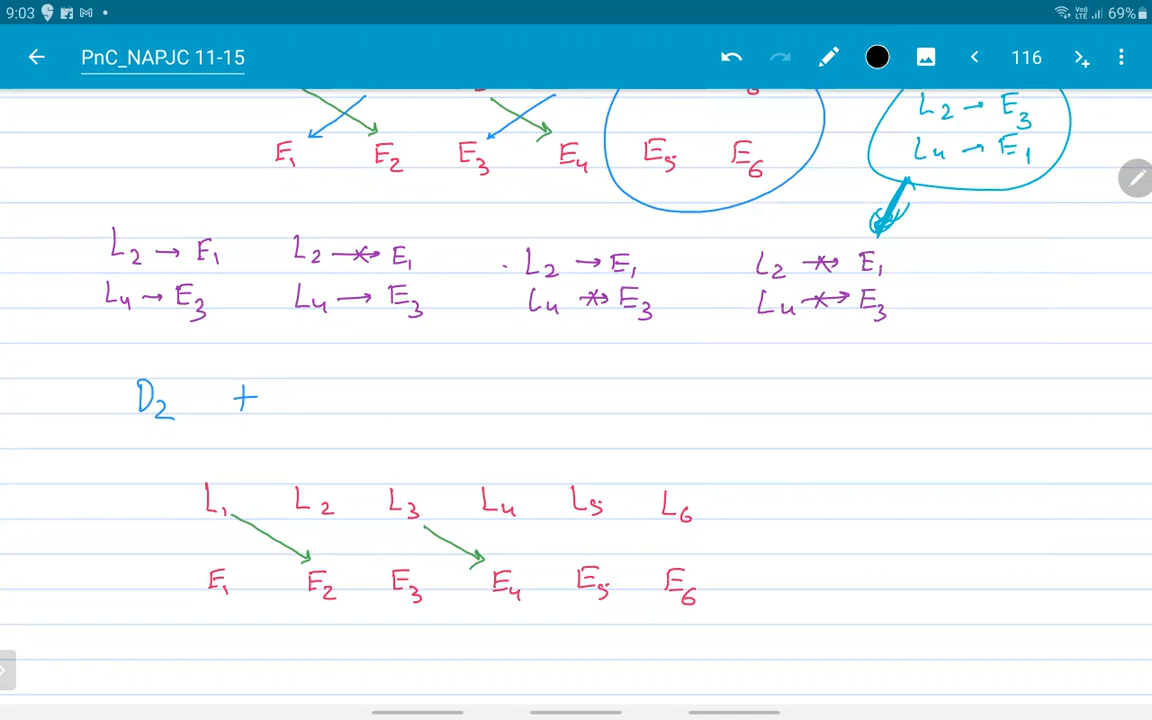 9:03 69%
PnC_NAPJC 11-15 116
L2 → E3
L4 → E1
E1 E2 E3 E4 E5 E6
L2 → E1 L2 ↛ E1 L2 → E1 L2 ↛ E1
L4 → E3 L4 → E3 L4 ↛ E3 L4 ↛ E3
D2 +
L1 L2 L3 L4 L5 L6
E1 E2 E3 E4 E5 E6